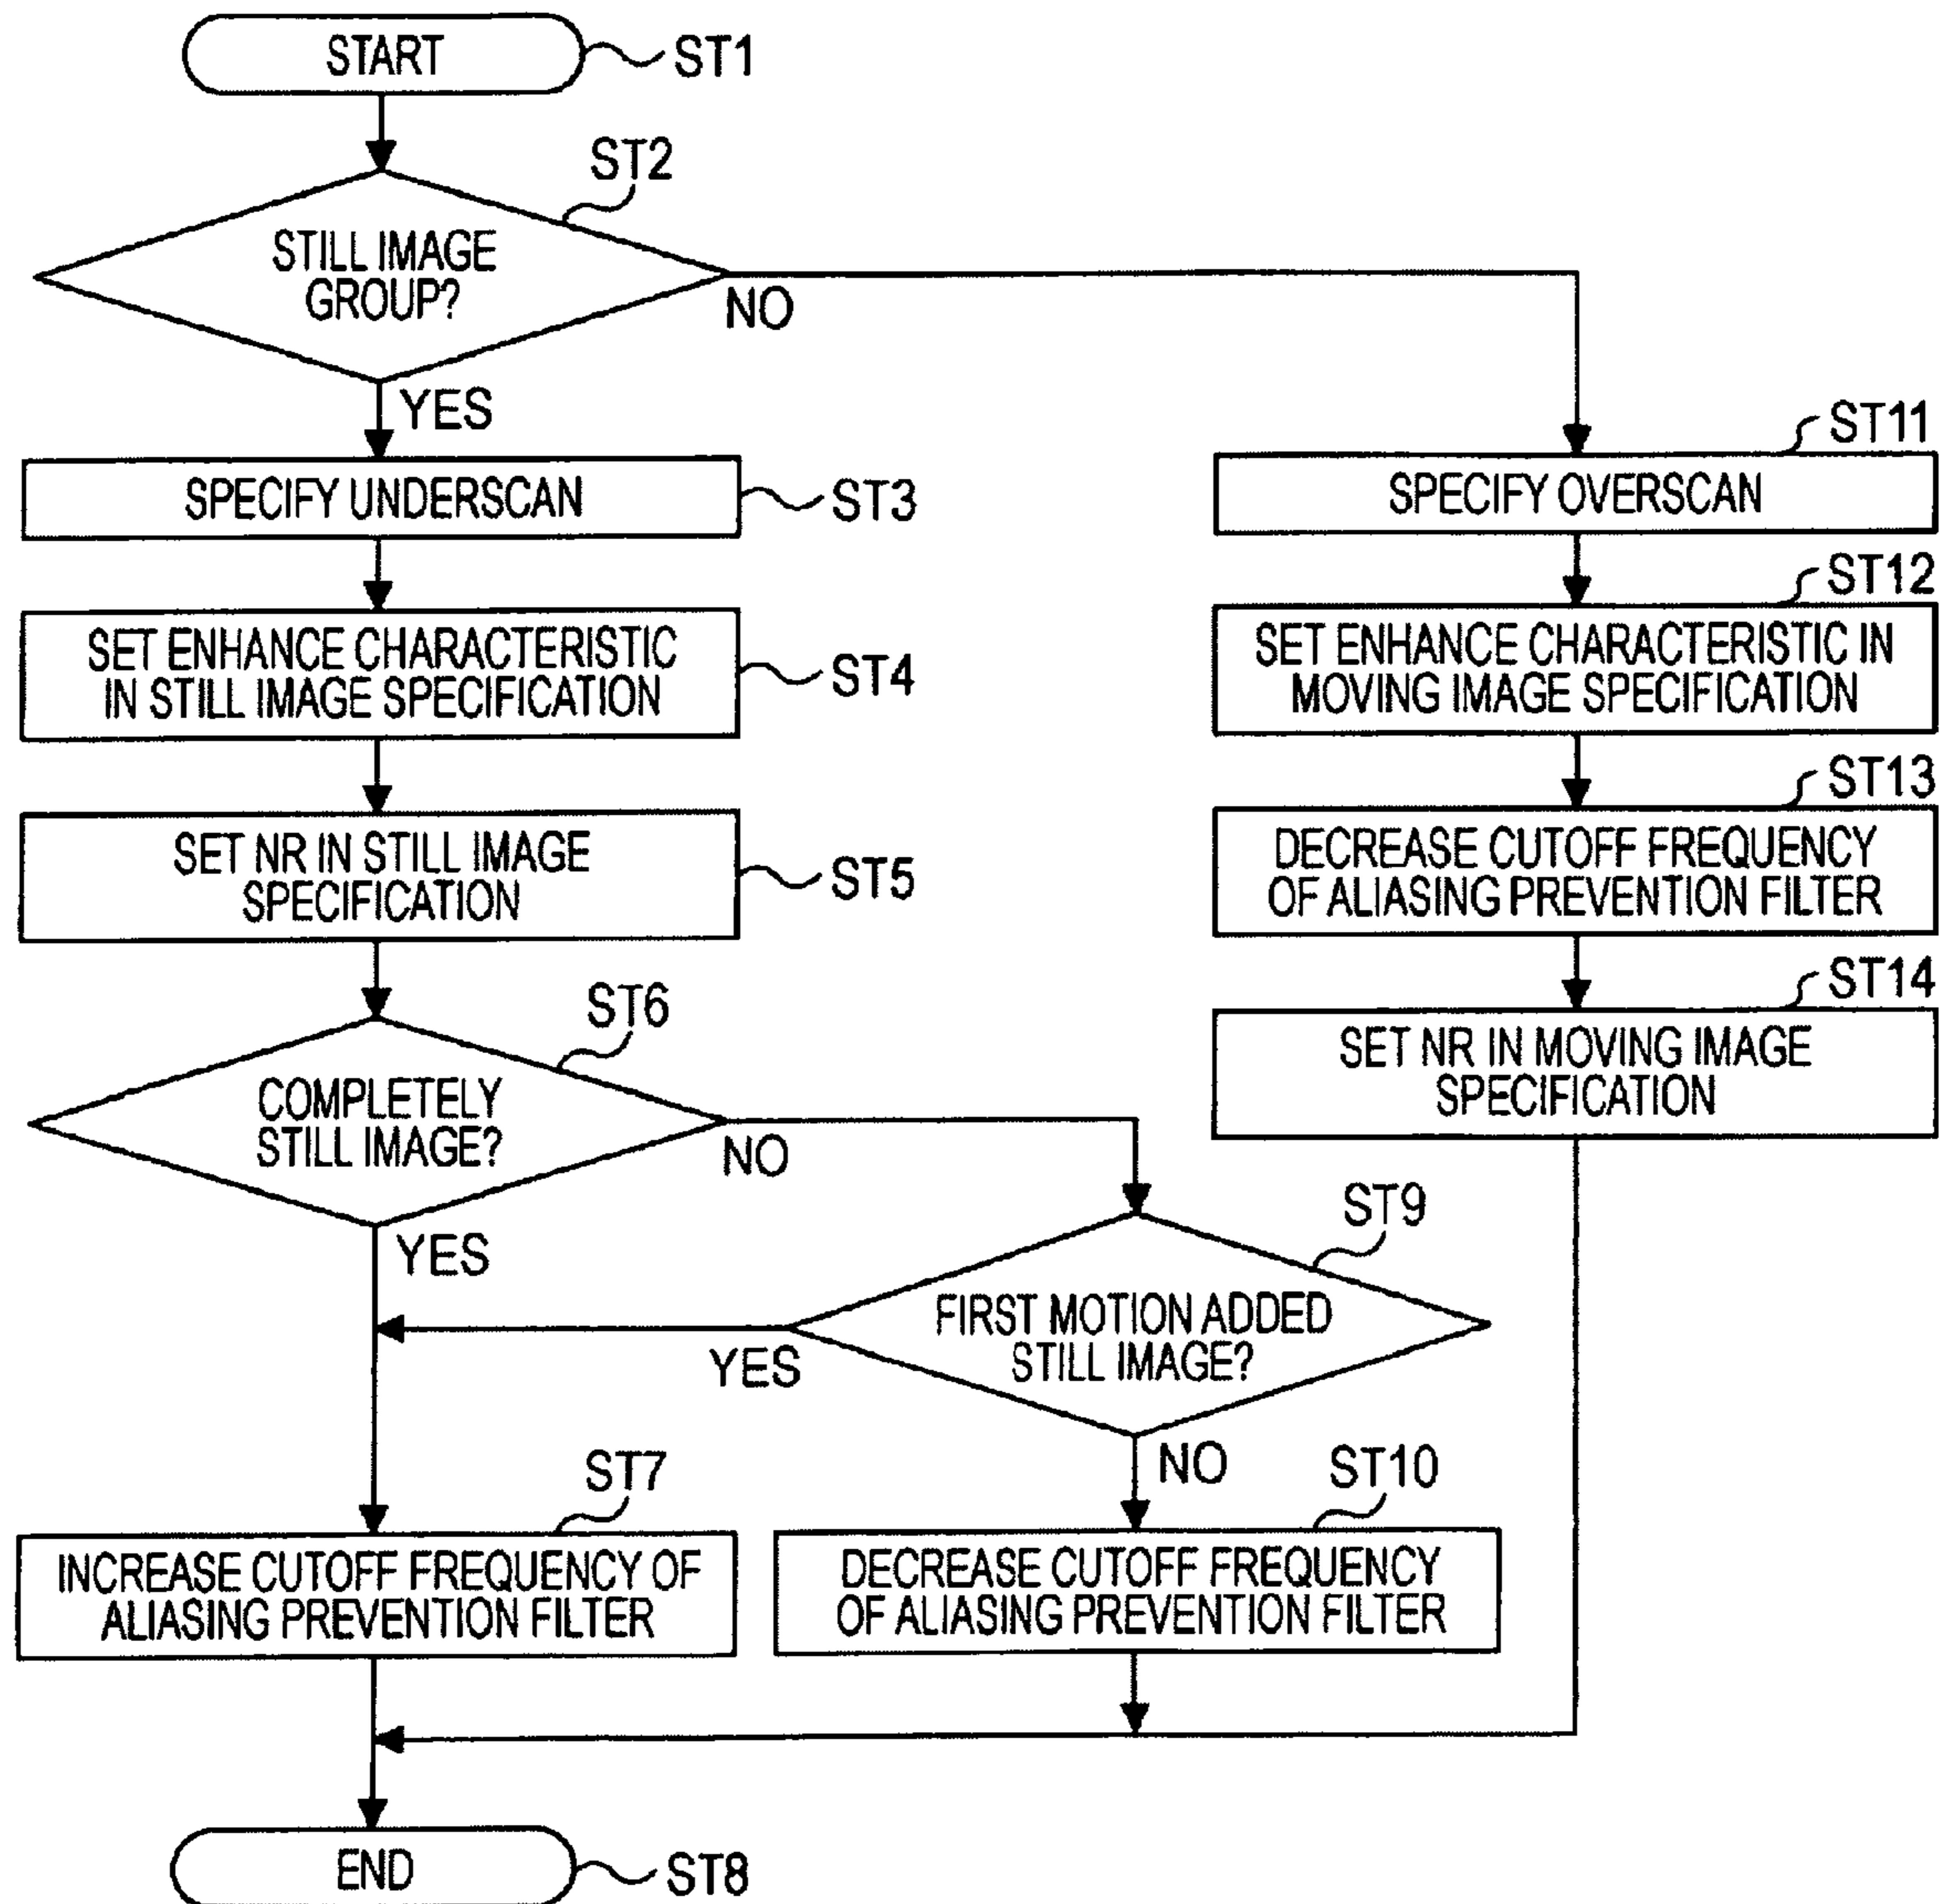 START
ST1
ST2
STILL IMAGE
GROUP?
NO
YES
SPECIFY UNDERSCAN
ST3
SET ENHANCE CHARACTERISTIC
IN STILL IMAGE SPECIFICATION
ST4
SET NR IN STILL IMAGE
SPECIFICATION
ST5
ST6
COMPLETELY
STILL IMAGE?
NO
YES
ST9
FIRST MOTION ADDED
STILL IMAGE?
YES
NO
ST7
INCREASE CUTOFF FREQUENCY OF
ALIASING PREVENTION FILTER
ST10
DECREASE CUTOFF FREQUENCY
OF ALIASING PREVENTION FILTER
ST11
SPECIFY OVERSCAN
ST12
SET ENHANCE CHARACTERISTIC IN
MOVING IMAGE SPECIFICATION
ST13
DECREASE CUTOFF FREQUENCY
OF ALIASING PREVENTION FILTER
ST14
SET NR IN MOVING IMAGE
SPECIFICATION
END
ST8